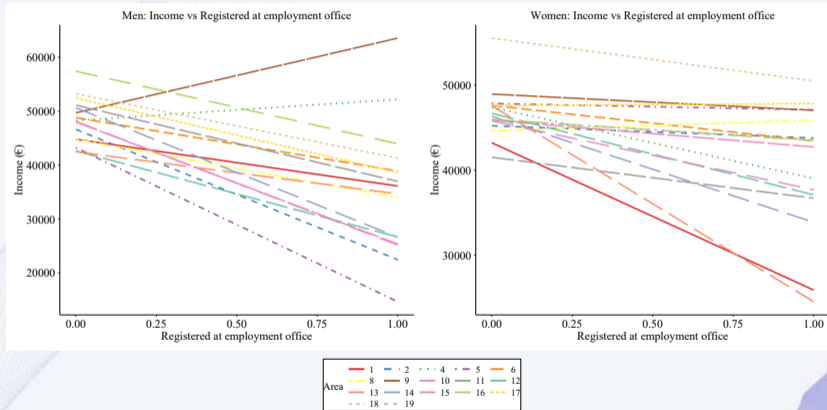 Men: Income vs Registered at employment office
Women: Income vs Registered at employment office
Income (€)
60000
50000
40000
30000
20000
0.00 0.25 0.50 0.75 1.00
Registered at employment office
Income (€)
50000
40000
30000
0.00 0.25 0.50 0.75 1.00
Registered at employment office
Area
1 2 4 5 6
8 9 10 11 12
13 14 15 16 17
18 19